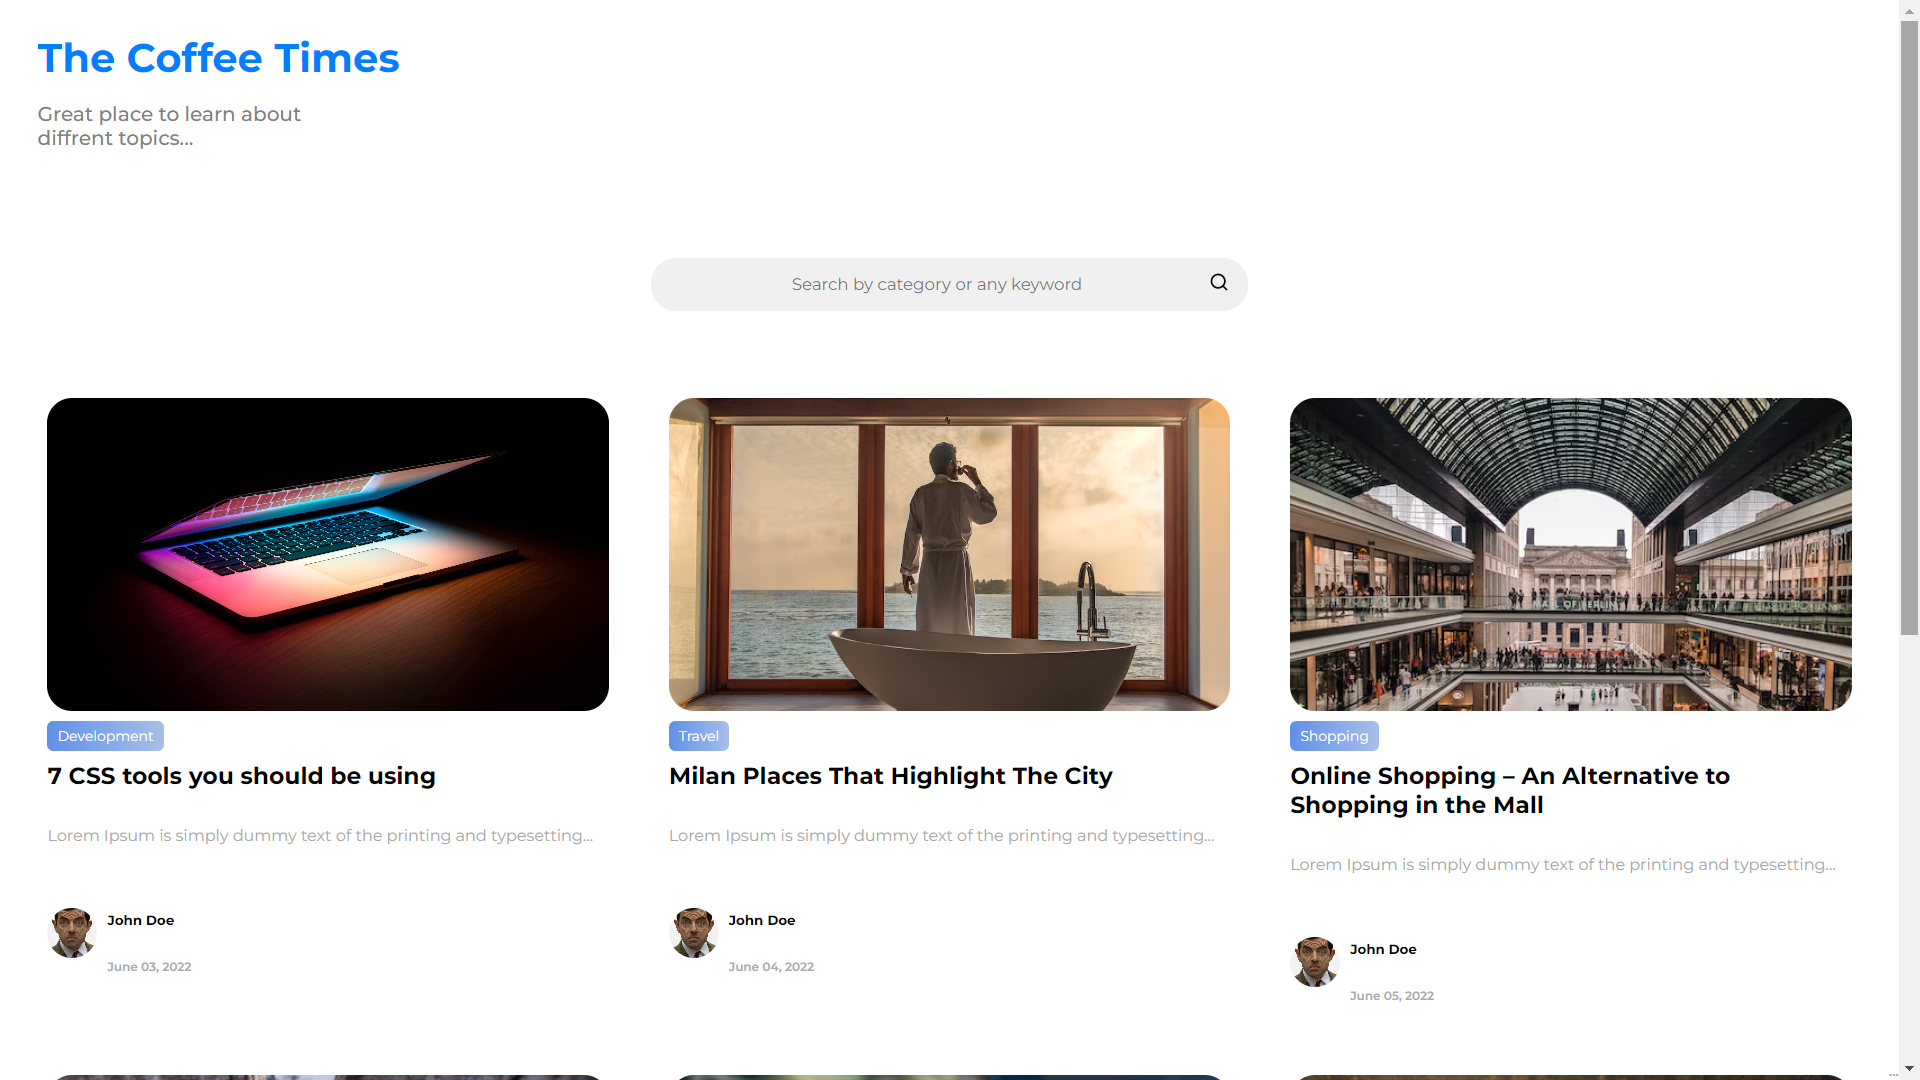 The Coffee Times
Great place to learn about
diffrent topics...
Search by category or any keyword
MALL OF BERLIN
Development
Travel
Shopping
7 CSS tools you should be using
Milan Places That Highlight The City
Online Shopping – An Alternative to
Shopping in the Mall
Lorem Ipsum is simply dummy text of the printing and typesetting...
Lorem Ipsum is simply dummy text of the printing and typesetting...
Lorem Ipsum is simply dummy text of the printing and typesetting...
John Doe
June 03, 2022
John Doe
June 04, 2022
John Doe
June 05, 2022